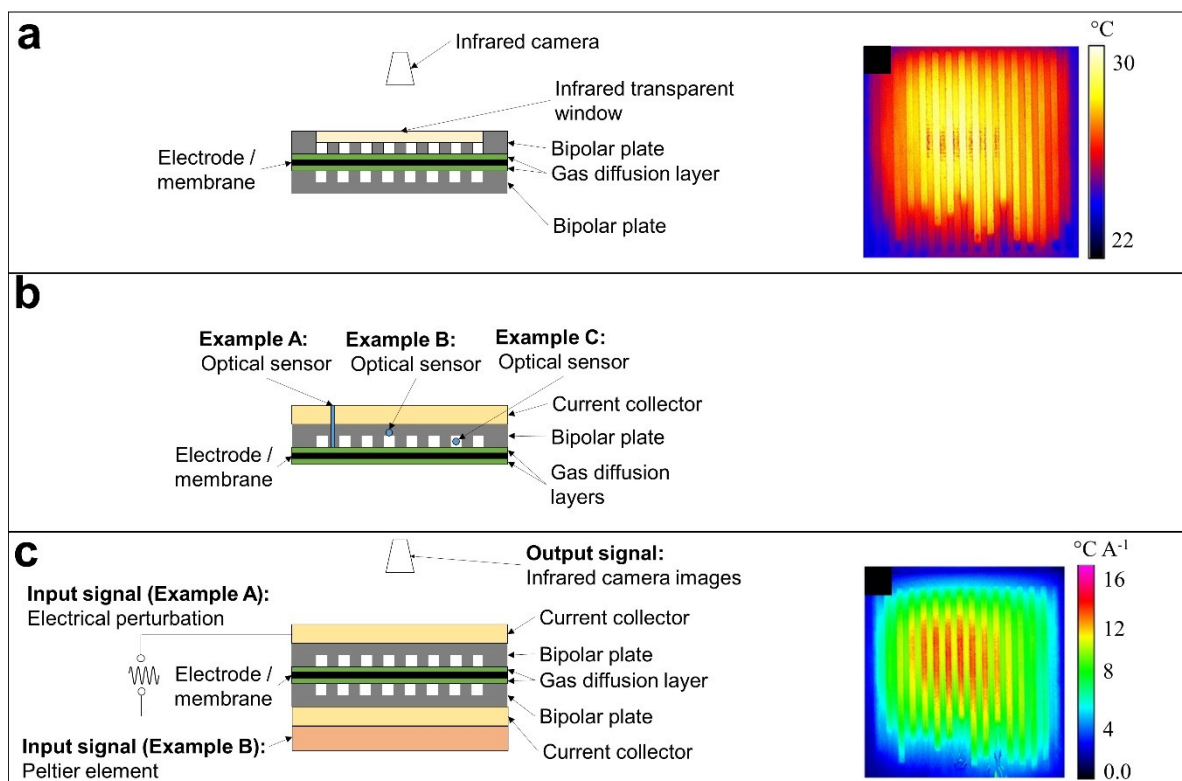 a
Infrared camera
Infrared transparent
window
Electrode /
membrane
Bipolar plate
Gas diffusion layer
Bipolar plate
°C
30
22
b
Example A:
Optical sensor
Example B:
Optical sensor
Example C:
Optical sensor
Current collector
Bipolar plate
Electrode /
membrane
Gas diffusion
layers
c
Output signal:
Infrared camera images
Input signal (Example A):
Electrical perturbation
Current collector
Bipolar plate
Electrode /
membrane
Gas diffusion layer
Bipolar plate
Input signal (Example B):
Peltier element
Current collector
°C A⁻¹
16
12
8
4
0.0